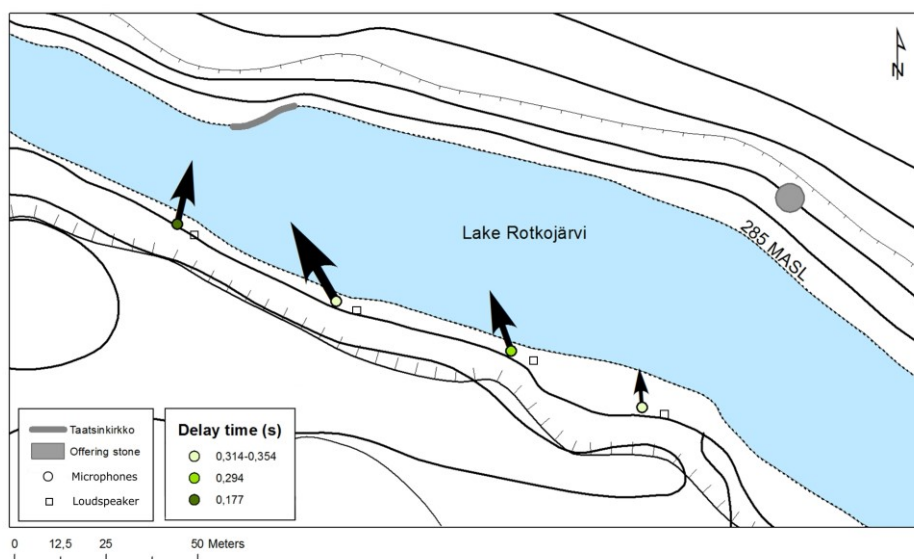 N
Lake Rotkojärvi
285 MASL
Taatsinkirkko
Offering stone
Microphones
Loudspeaker
Delay time (s)
0,314-0,354
0,294
0,177
0 12,5 25 50 Meters